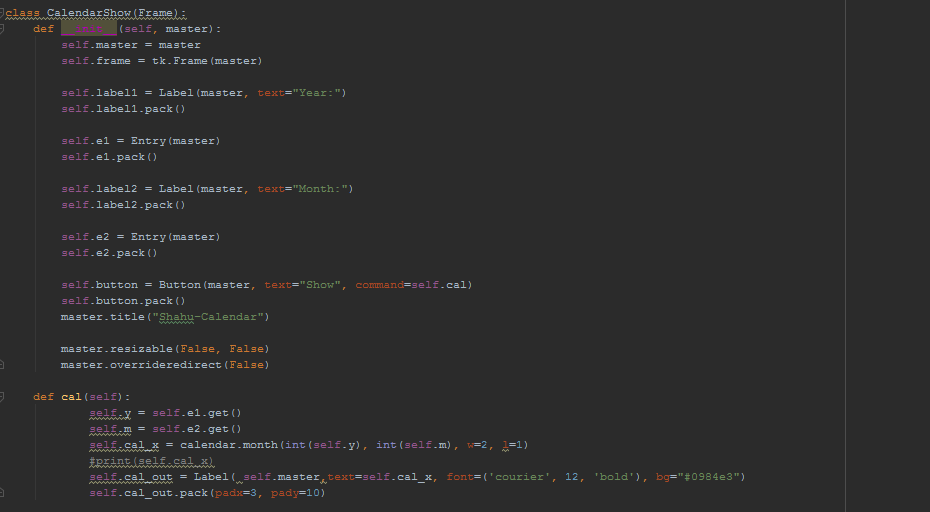 class CalendarShow(Frame):
    def __init__(self, master):
        self.master = master
        self.frame = tk.Frame(master)

        self.label1 = Label(master, text="Year:")
        self.label1.pack()

        self.e1 = Entry(master)
        self.e1.pack()

        self.label2 = Label(master, text="Month:")
        self.label2.pack()

        self.e2 = Entry(master)
        self.e2.pack()

        self.button = Button(master, text="Show", command=self.cal)
        self.button.pack()
        master.title("Shahu-Calendar")

        master.resizable(False, False)
        master.overrideredirect(False)

    def cal(self):
            self.y = self.e1.get()
            self.m = self.e2.get()
            self.cal_x = calendar.month(int(self.y), int(self.m), w=2, l=1)
            #print(self.cal_x)
            self.cal_out = Label( self.master,text=self.cal_x, font=('courier', 12, 'bold'), bg="#0984e3")
            self.cal_out.pack(padx=3, pady=10)